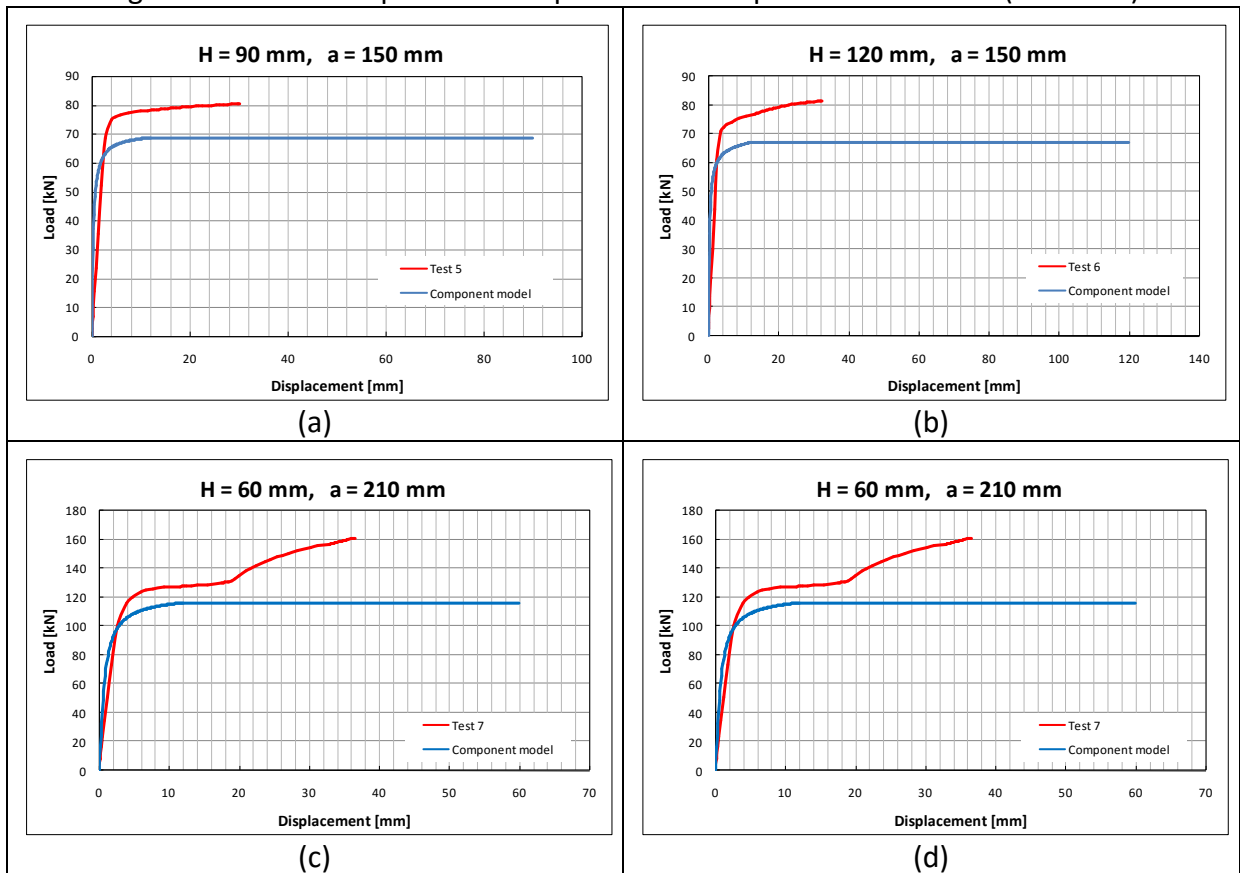 H = 90 mm, a = 150 mm
90
80
70
60
50
40
30
20
10
0
Load [kN]
Test 5
Component model
0 20 40 60 80 100
Displacement [mm]
(a)
H = 120 mm, a = 150 mm
90
80
70
60
50
40
30
20
10
0
Load [kN]
Test 6
Component model
0 20 40 60 80 100 120 140
Displacement [mm]
(b)
H = 60 mm, a = 210 mm
180
160
140
120
100
80
60
40
20
0
Load [kN]
Test 7
Component model
0 10 20 30 40 50 60 70
Displacement [mm]
(c)
H = 60 mm, a = 210 mm
180
160
140
120
100
80
60
40
20
0
Load [kN]
Test 7
Component model
0 10 20 30 40 50 60 70
Displacement [mm]
(d)